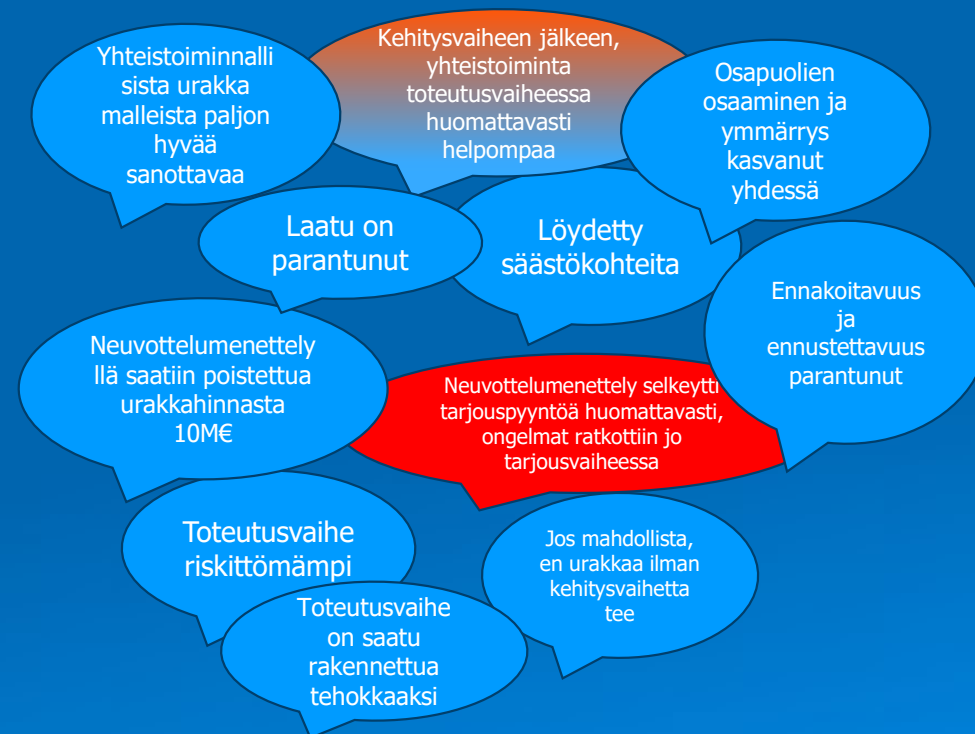 Yhteistoiminnalli
sista urakka
malleista paljon
hyvää
sanottavaa
Kehitysvaiheen jälkeen,
yhteistoiminta
toteutusvaiheessa
huomattavasti
helpompaa
Osapuolien
osaaminen ja
ymmärrys
kasvanut
yhdessä
Laatu on
parantunut
Löydetty
säästökohteita
Ennakoitavuus
ja
ennustettavuus
parantunut
Neuvottelumenettely
llä saatiin poistettua
urakkahinnasta
10M€
Neuvottelumenettely selkeytti
tarjouspyyntöä huomattavasti,
ongelmat ratkottiin jo
tarjousvaiheessa
Toteutusvaihe
riskittömämpi
Jos mahdollista,
en urakkaa ilman
kehitysvaihetta
tee
Toteutusvaihe
on saatu
rakennettua
tehokkaaksi